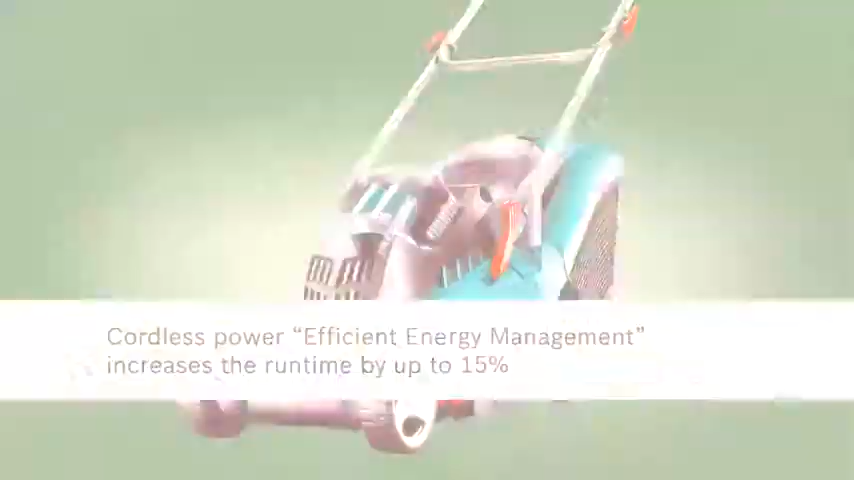 Cordless power “Efficient Energy Management”
increases the runtime by up to 15%